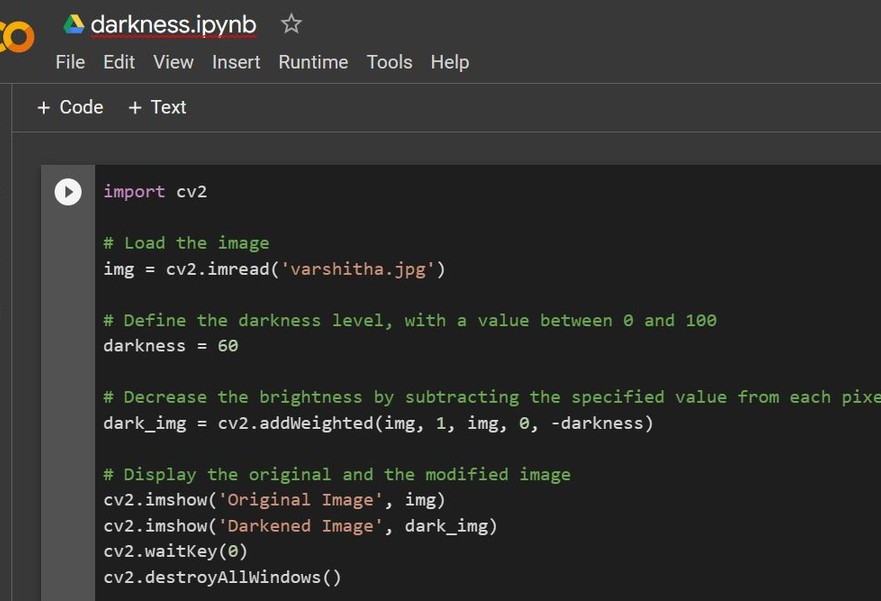 darkness.ipynb
File Edit View Insert Runtime Tools Help
+ Code + Text
import cv2
# Load the image
img = cv2.imread('varshitha.jpg')
# Define the darkness level, with a value between 0 and 100
darkness = 60
# Decrease the brightness by subtracting the specified value from each pixe
dark_img = cv2.addWeighted(img, 1, img, 0, -darkness)
# Display the original and the modified image
cv2.imshow('Original Image', img)
cv2.imshow('Darkened Image', dark_img)
cv2.waitKey(0)
cv2.destroyAllWindows()